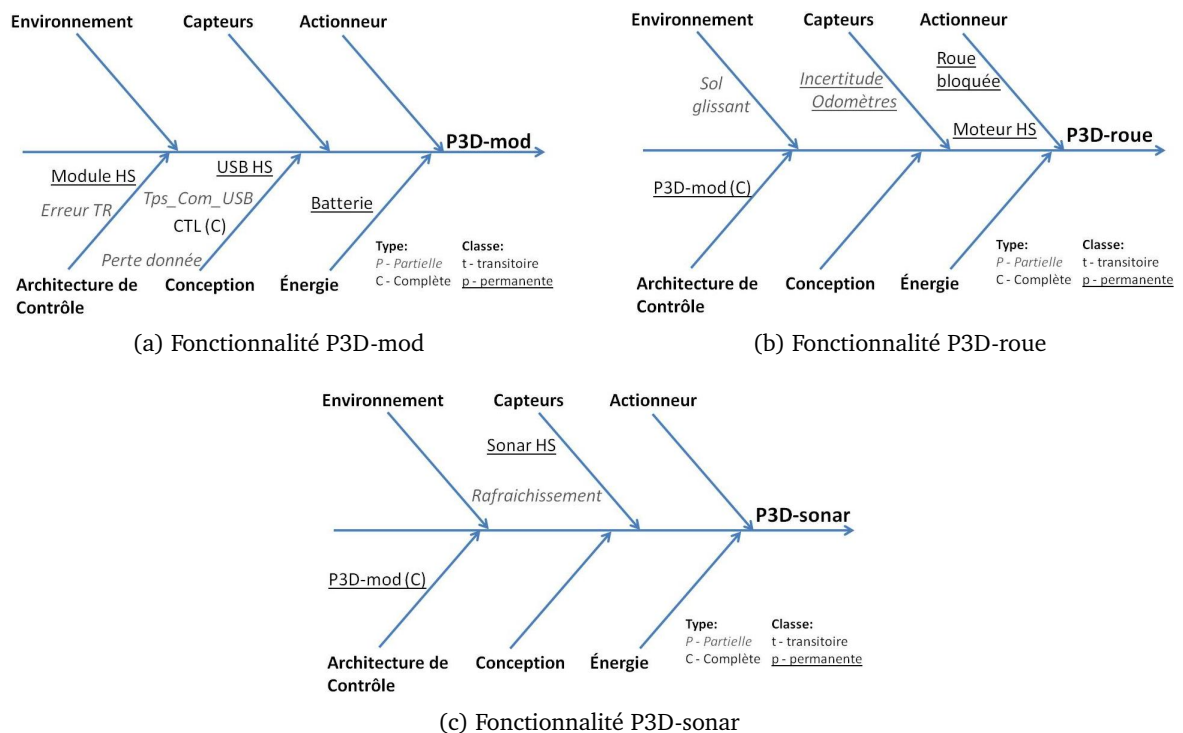 Environnement Capteurs Actionneur
P3D-mod
Module HS USB HS
Erreur TR Tps_Com_USB Batterie
CTL (C)
Perte donnée
Type: Classe:
P - Partielle t - transitoire
C - Complète p - permanente
Architecture de Contrôle Conception Énergie
(a) Fonctionnalité P3D-mod
Environnement Capteurs Actionneur
Roue bloquée
Sol glissant Incertitude Odomètres
Moteur HS P3D-roue
P3D-mod (C)
Type: Classe:
P - Partielle t - transitoire
C - Complète p - permanente
Architecture de Contrôle Conception Énergie
(b) Fonctionnalité P3D-roue
Environnement Capteurs Actionneur
Sonar HS
Rafraichissement
P3D-sonar
P3D-mod (C)
Type: Classe:
P - Partielle t - transitoire
C - Complète p - permanente
Architecture de Contrôle Conception Énergie
(c) Fonctionnalité P3D-sonar